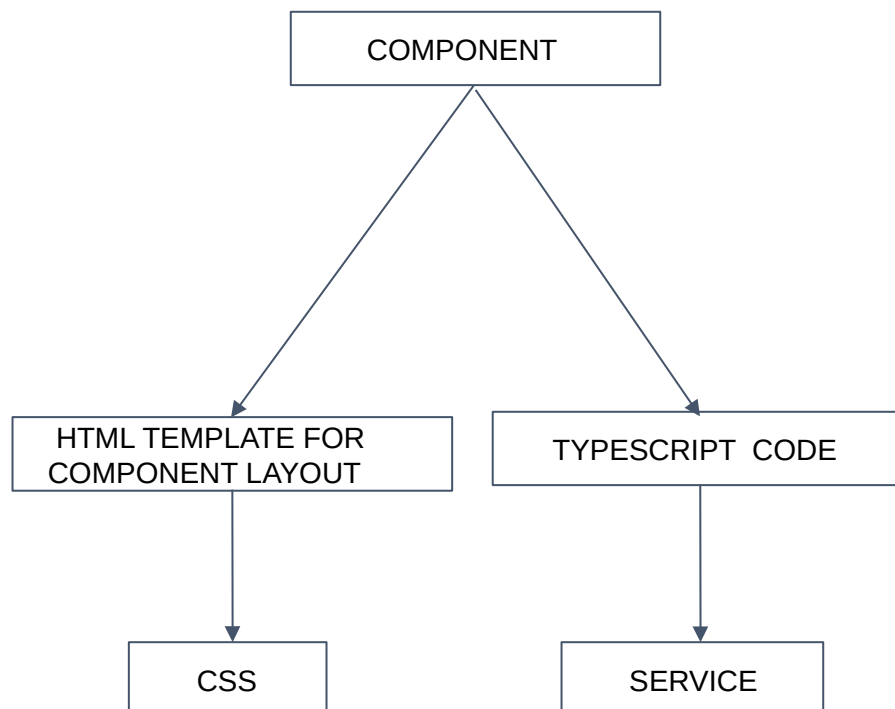 COMPONENT
HTML TEMPLATE FOR
COMPONENT LAYOUT
TYPESCRIPT  CODE
CSS
SERVICE